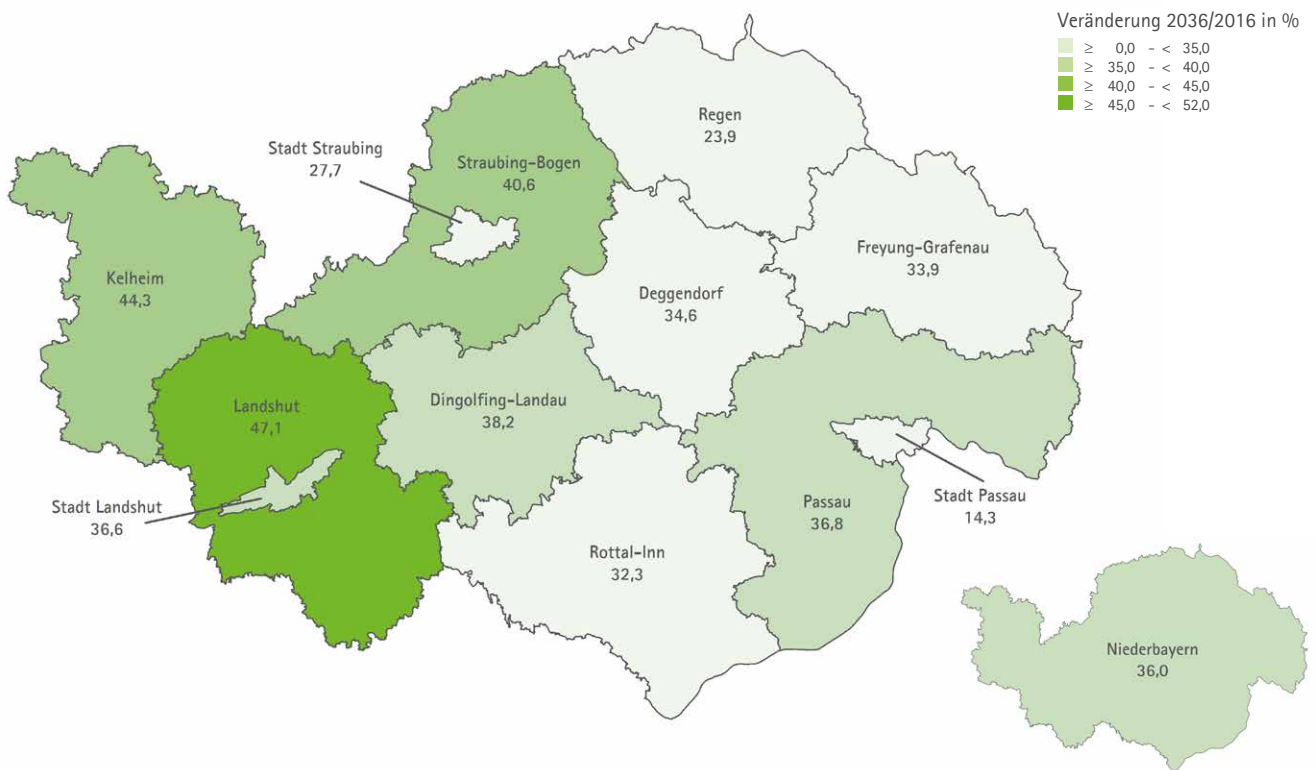 Veränderung 2036/2016 in %
≥ 0,0 - < 35,0
≥ 35,0 - < 40,0
≥ 40,0 - < 45,0
≥ 45,0 - < 52,0
Regen
23,9
Stadt Straubing
27,7
Straubing-Bogen
40,6
Freyung-Grafenau
33,9
Kelheim
44,3
Deggendorf
34,6
Landshut
47,1
Dingolfing-Landau
38,2
Stadt Landshut
36,6
Passau
36,8
Stadt Passau
14,3
Rottal-Inn
32,3
Niederbayern
36,0